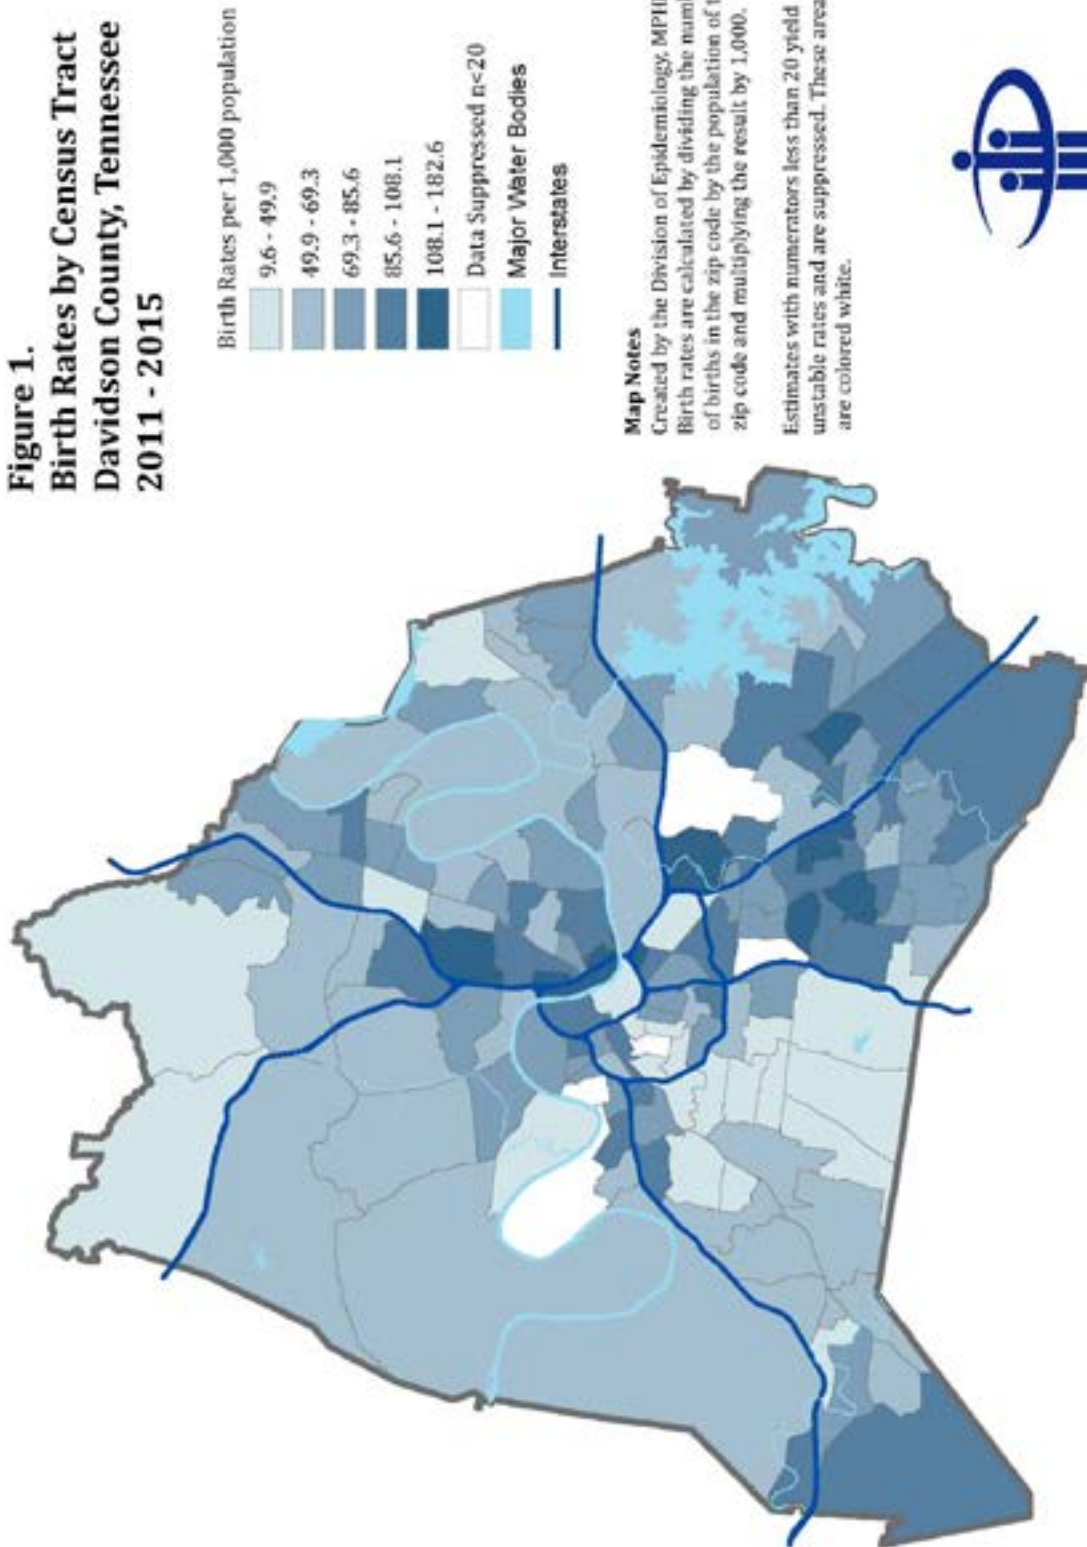 Figure 1.
Birth Rates by Census Tract
Davidson County, Tennessee
2011 - 2015
Birth Rates per 1,000 population
9.6 - 49.9
49.9 - 69.3
69.3 - 85.6
85.6 - 108.1
108.1 - 182.6
Data Suppressed n<20
Major Water Bodies
Interstates
Map Notes
Created by the Division of Epidemiology, MPH
Birth rates are calculated by dividing the num
of births in the zip code by the population of
zip code and multiplying the result by 1,000.
Estimates with numerators less than 20 yield
unstable rates and are suppressed. These area
are colored white.